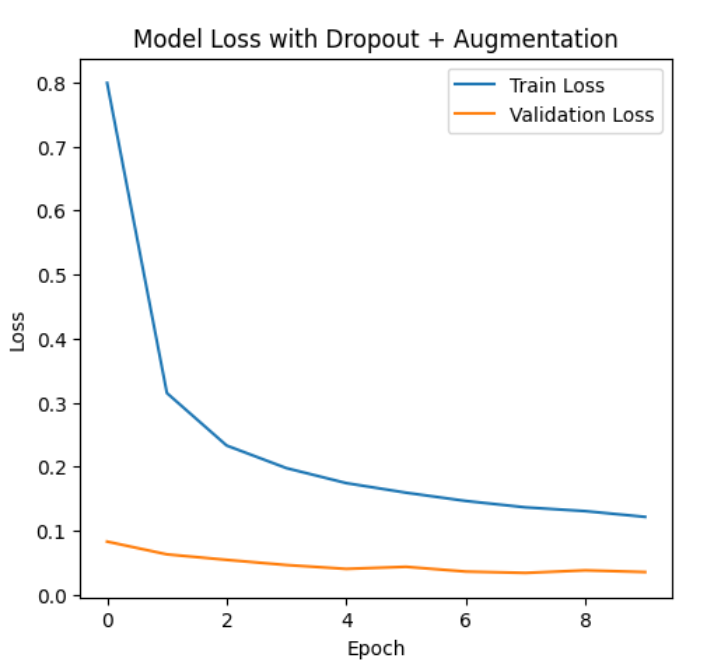 Model Loss with Dropout + Augmentation
Train Loss
Validation Loss
0.8
0.7
0.6
0.5
0.4
0.3
0.2
0.1
0.0
Loss
0 2 4 6 8
Epoch